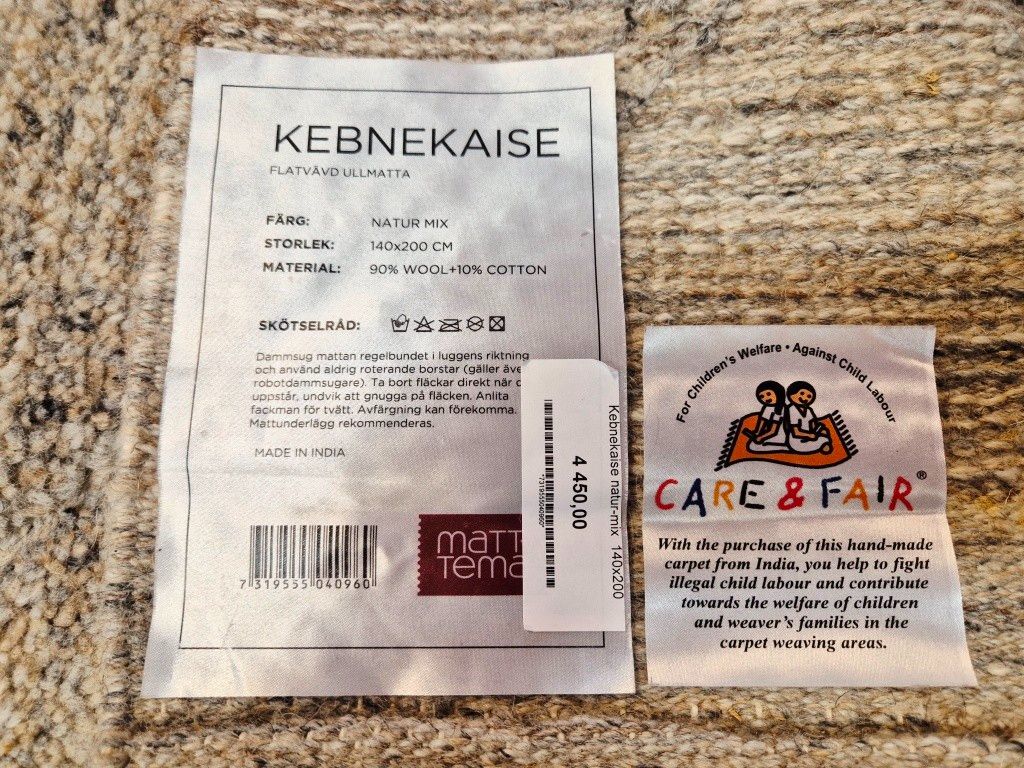 KEBNEKAISE
FLATVÄVD ULLMATTA
FÄRG: NATUR MIX
STORLEK: 140x200 CM
MATERIAL: 90% WOOL+10% COTTON
SKÖTSELRÅD:
Dammsug mattan regelbundet i luggens riktning
och använd aldrig roterande borstar (gäller äve
robotdammsugare). Ta bort fläckar direkt när d
uppstår, undvik att gnugga på fläcken. Anlita
fackman för tvätt. Avfärgning kan förekomma.
Mattunderlägg rekommenderas.
MADE IN INDIA
7 319555 040960
matt
Tema
Kebnekaise natur-mix 140x200
4 450,00
*7319555040960*
For Children's Welfare • Against Child Labour
CARE & FAIR®
With the purchase of this hand-made
carpet from India, you help to fight
illegal child labour and contribute
towards the welfare of children
and weaver's families in the
carpet weaving areas.